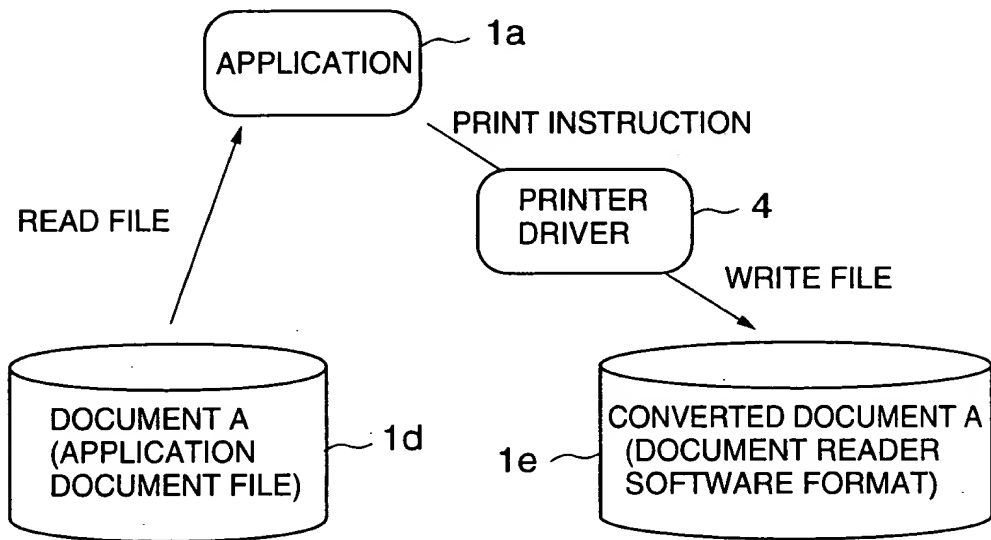 APPLICATION
1a
PRINT INSTRUCTION
PRINTER
DRIVER
4
READ FILE
WRITE FILE
DOCUMENT A
(APPLICATION
DOCUMENT FILE)
1d
1e
CONVERTED DOCUMENT A
(DOCUMENT READER
SOFTWARE FORMAT)